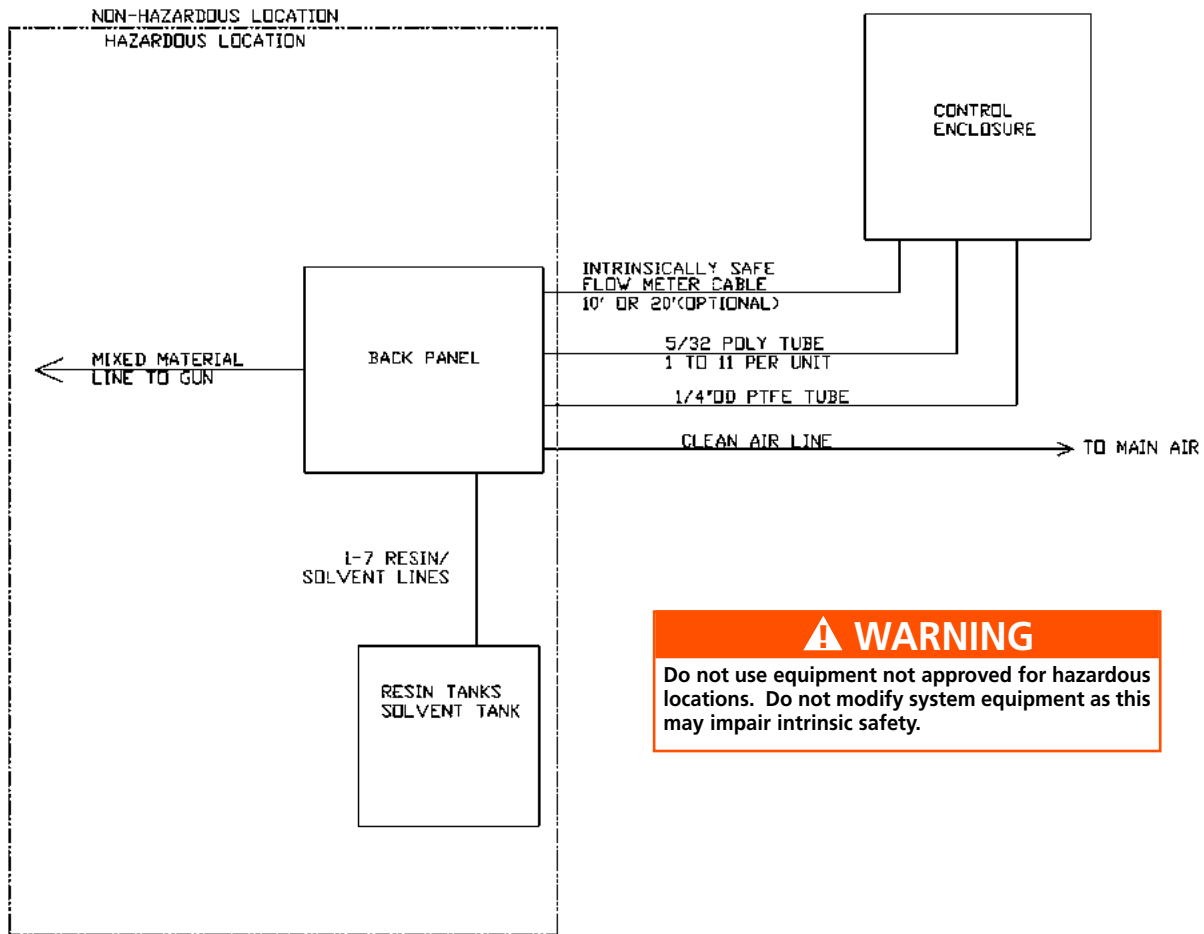 NON-HAZARDOUS LOCATION
HAZARDOUS LOCATION
CONTROL
ENCLOSURE
INTRINSICALLY SAFE
FLOW METER CABLE
10' OR 20'(OPTIONAL)
BACK PANEL
5/32 POLY TUBE
1 TO 11 PER UNIT
MIXED MATERIAL
LINE TO GUN
1/4"OD PTFE TUBE
CLEAN AIR LINE
TO MAIN AIR
1-7 RESIN/
SOLVENT LINES
RESIN TANKS
SOLVENT TANK
WARNING
Do not use equipment not approved for hazardous
locations. Do not modify system equipment as this
may impair intrinsic safety.